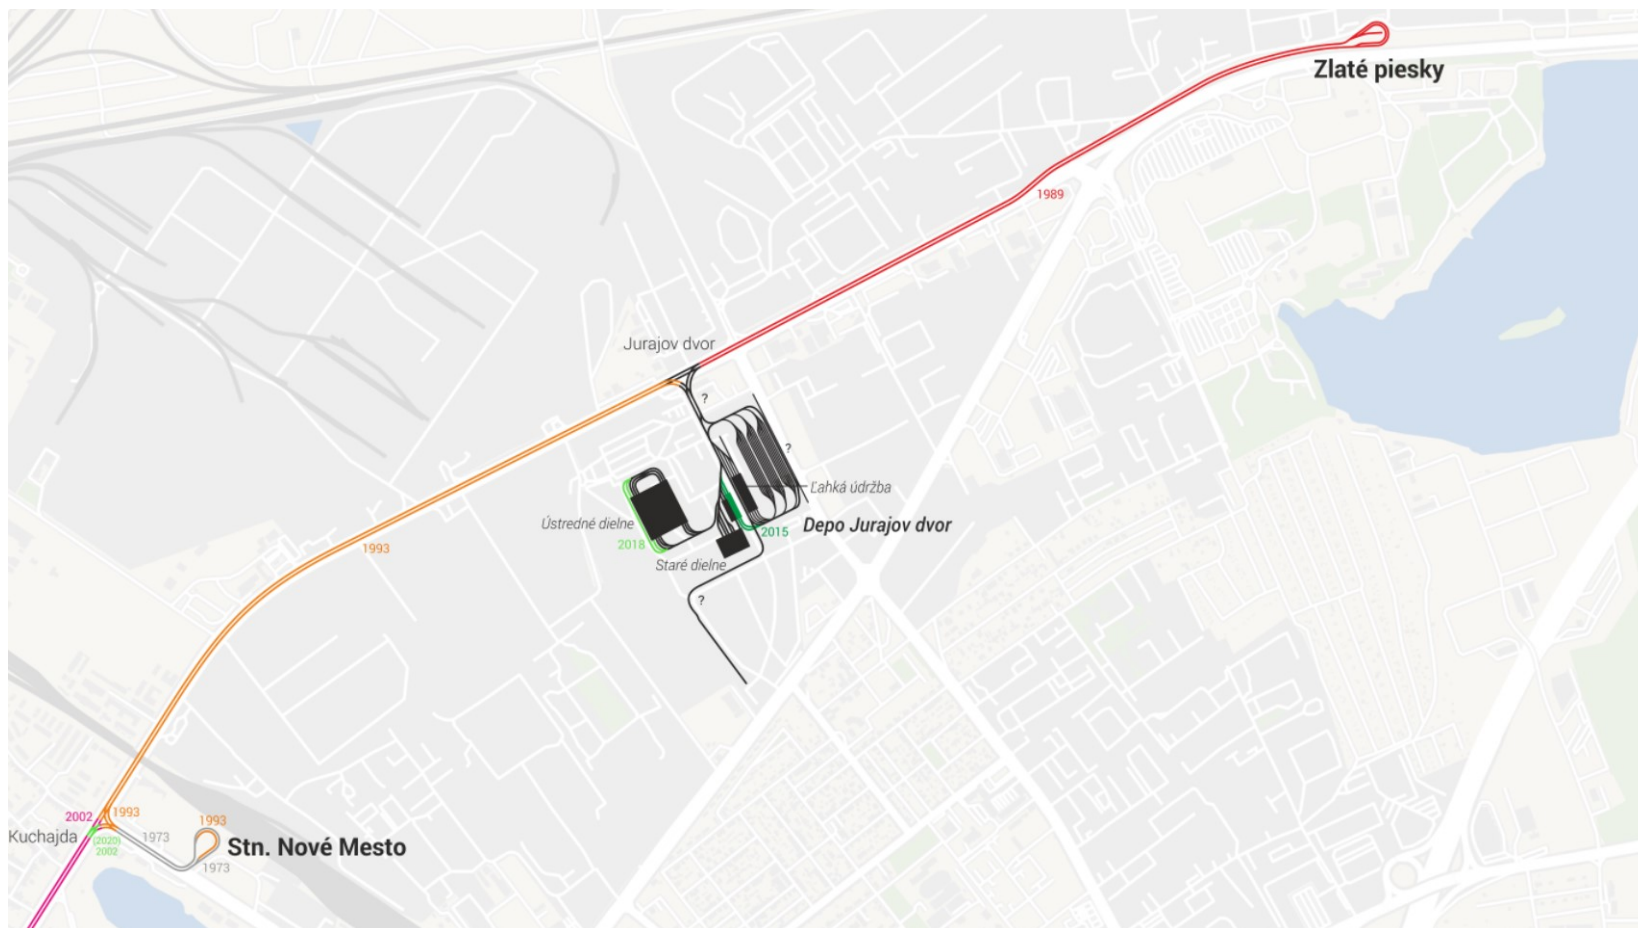 Zlaté piesky
1989
Jurajov dvor
?
?
Ľahká údržba
Ústredné dielne
Depo Jurajov dvor
2015
2018
1993
Staré dielne
?
2002
1993
1993
Kuchajda
(2020)
2002
1973
Stn. Nové Mesto
1973